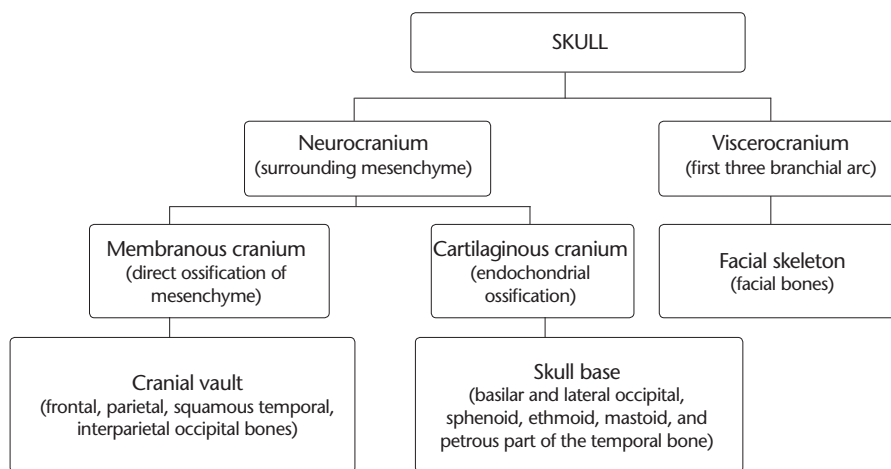 SKULL
Neurocranium
(surrounding mesenchyme)
Viscerocranium
(first three branchial arc)
Membranous cranium
(direct ossification of
mesenchyme)
Cartilaginous cranium
(endochondrial
ossification)
Facial skeleton
(facial bones)
Cranial vault
(frontal, parietal, squamous temporal,
interparietal occipital bones)
Skull base
(basilar and lateral occipital,
sphenoid, ethmoid, mastoid, and
petrous part of the temporal bone)